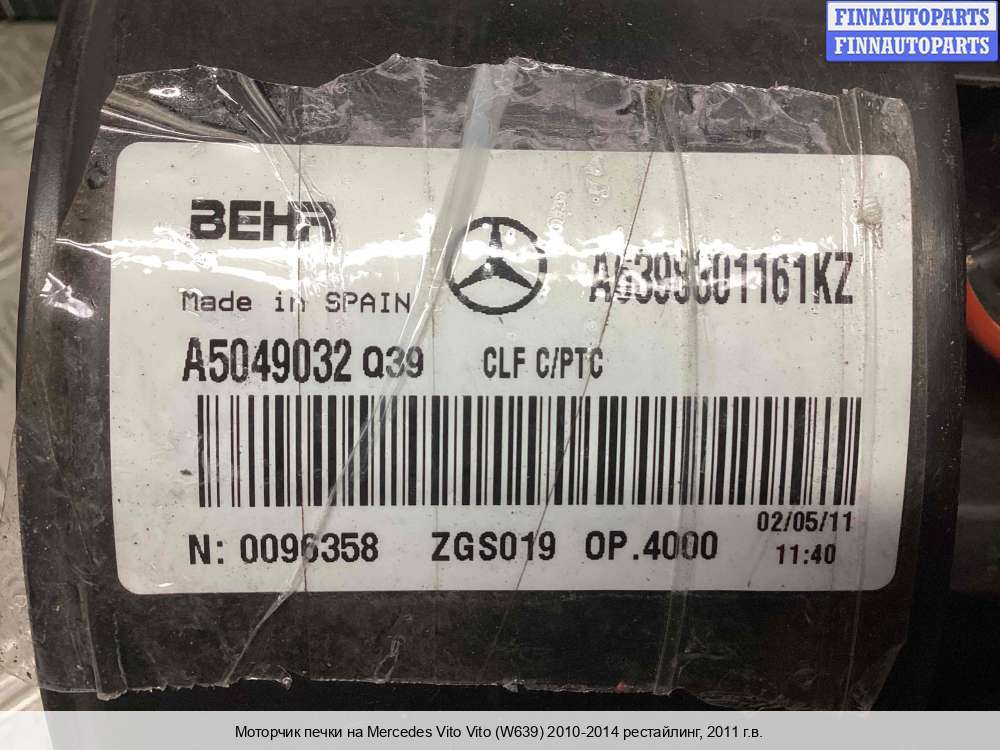 FINNAUTOPARTS
FINNAUTOPARTS
BEHR
Made in SPAIN
A6398301161KZ
A5049032 Q39 CLF C/PTC
N: 0096358 ZGS019 OP.4000
02/05/11
11:40
Моторчик печки на Mercedes Vito Vito (W639) 2010-2014 рестайлинг, 2011 г.в.